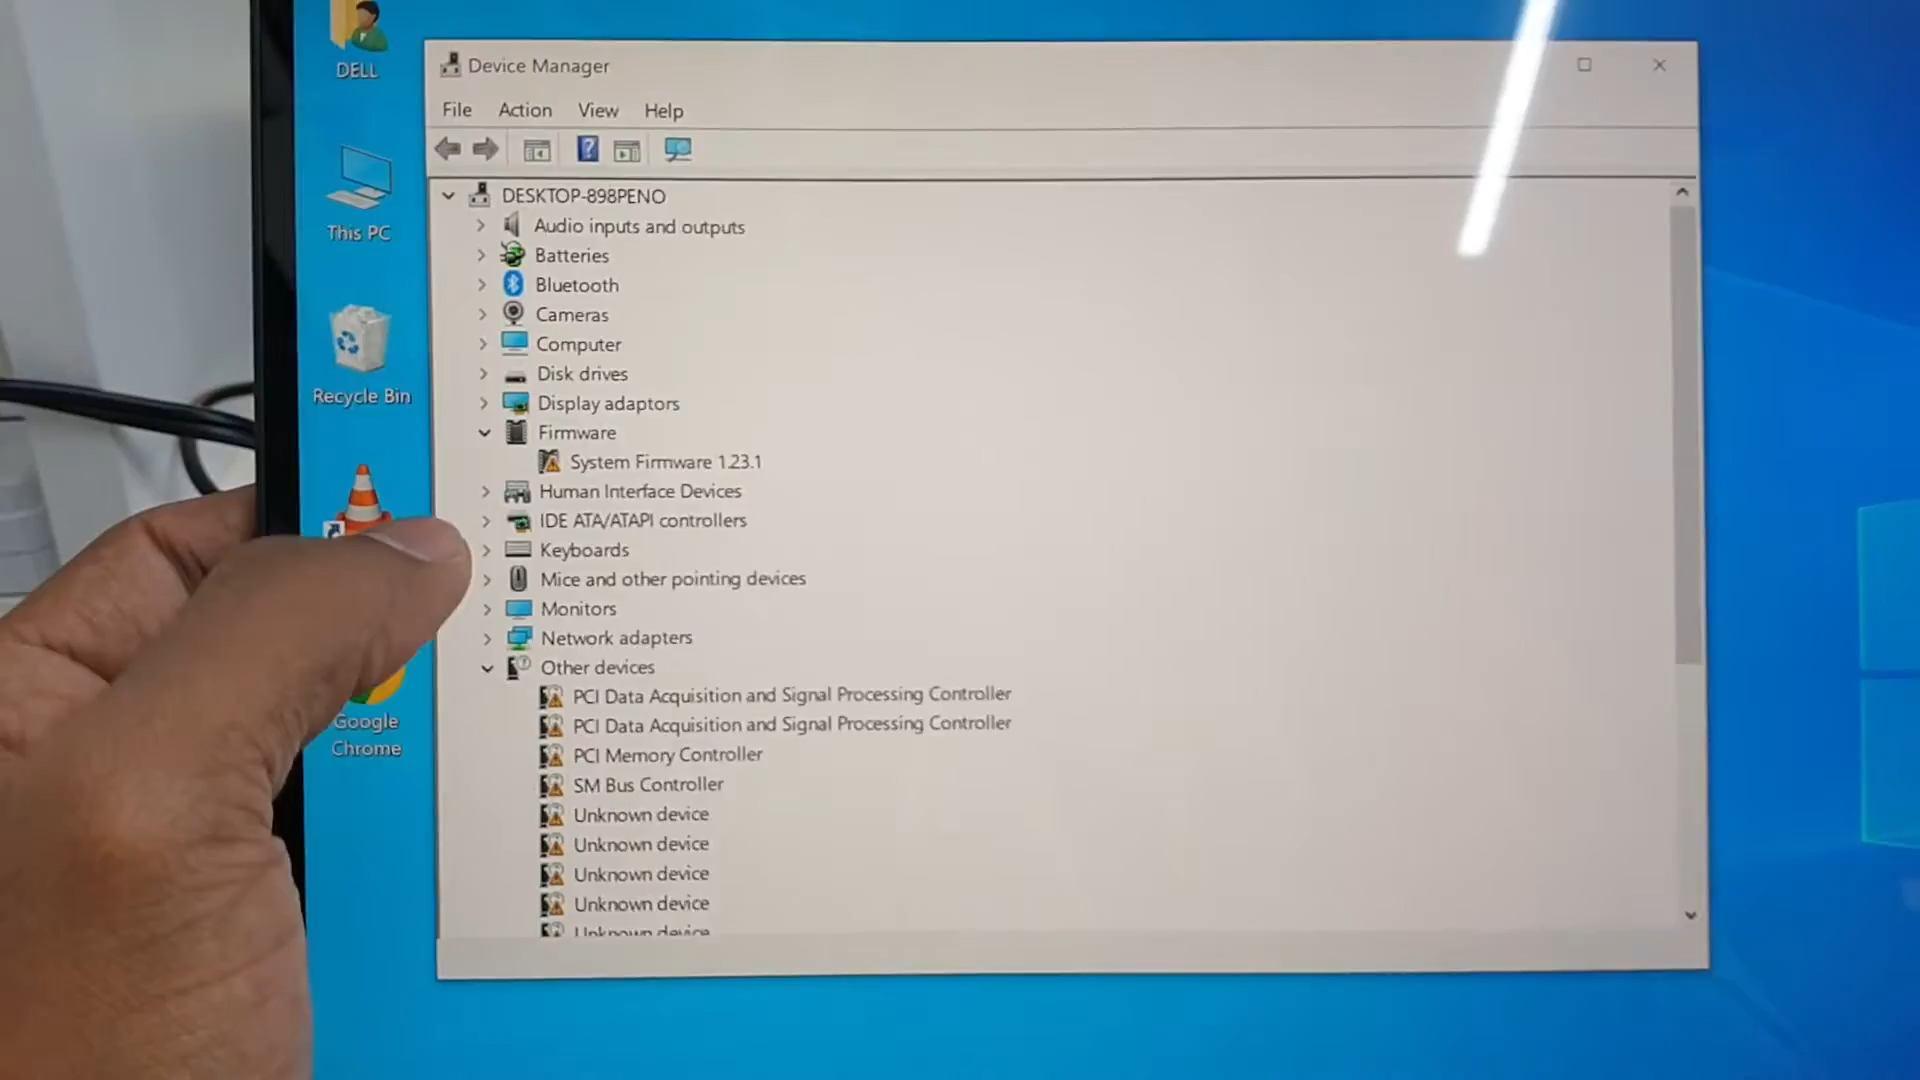 DELL
This PC
Recycle Bin
Google
Chrome
Device Manager
File Action View Help
DESKTOP-898PENO
Audio inputs and outputs
Batteries
Bluetooth
Cameras
Computer
Disk drives
Display adaptors
Firmware
System Firmware 1.23.1
Human Interface Devices
IDE ATA/ATAPI controllers
Keyboards
Mice and other pointing devices
Monitors
Network adapters
Other devices
PCI Data Acquisition and Signal Processing Controller
PCI Data Acquisition and Signal Processing Controller
PCI Memory Controller
SM Bus Controller
Unknown device
Unknown device
Unknown device
Unknown device
Unknown device